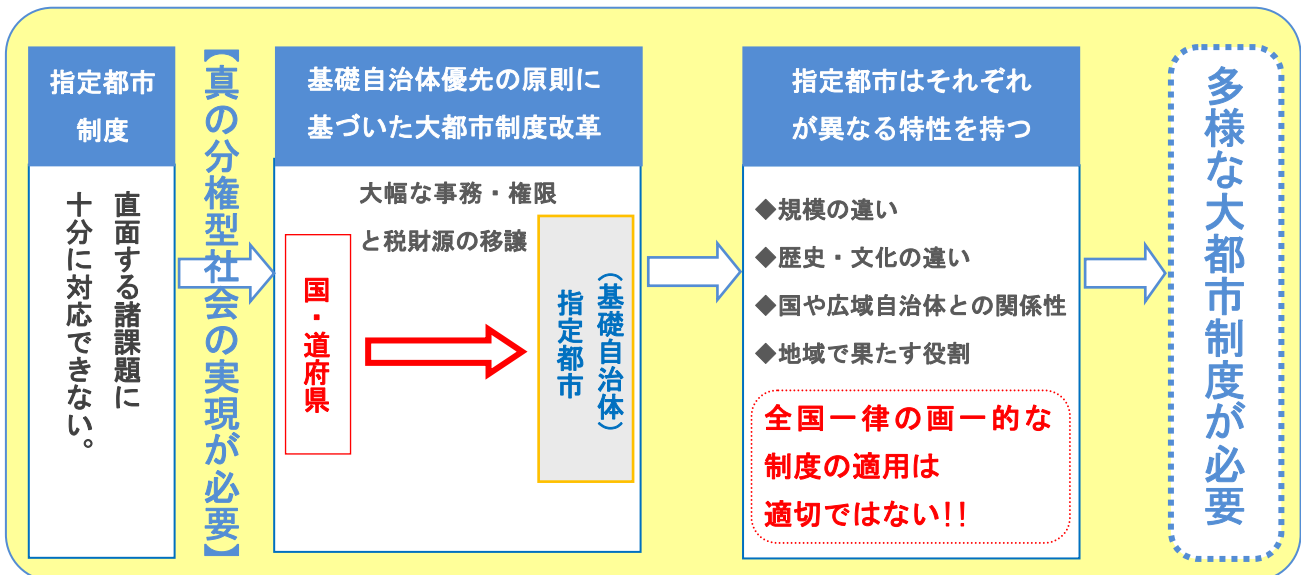 指定都市
制度
直面する諸課題に
十分に対応できない。
【真の分権型社会の実現が必要】
基礎自治体優先の原則に
基づいた大都市制度改革
大幅な事務・権限
と税財源の移譲
国・道府県
指定都市
（基礎自治体）
指定都市はそれぞれ
が異なる特性を持つ
◆規模の違い
◆歴史・文化の違い
◆国や広域自治体との関係性
◆地域で果たす役割
全国一律の画一的な
制度の適用は
適切ではない!!
多様な大都市制度が必要